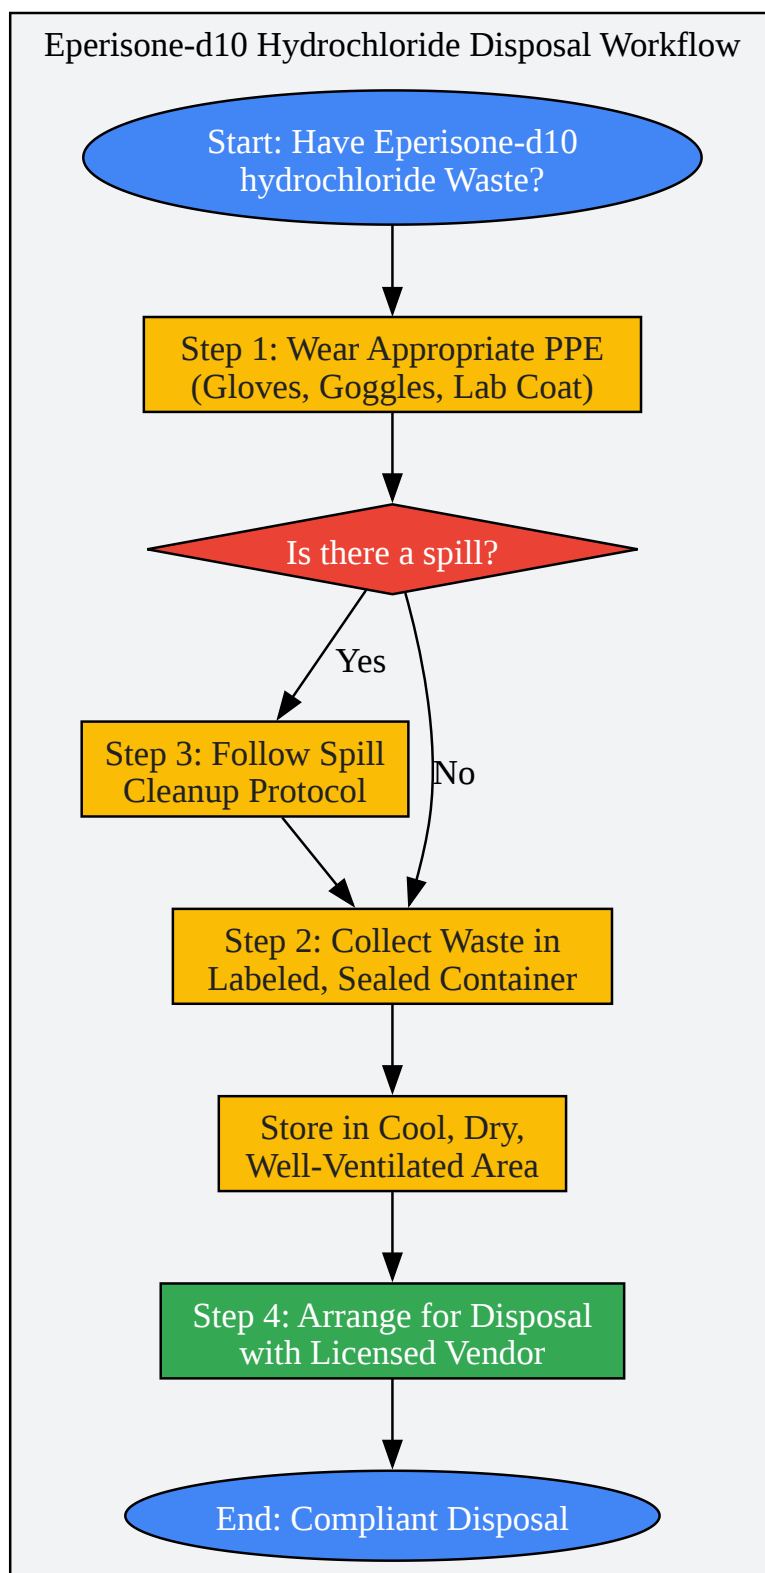 Eperisone-d10 Hydrochloride Disposal Workflow
Start: Have Eperisone-d10
hydrochloride Waste?
Step 1: Wear Appropriate PPE
(Gloves, Goggles, Lab Coat)
Is there a spill?
Yes
Step 3: Follow Spill
Cleanup Protocol
No
Step 2: Collect Waste in
Labeled, Sealed Container
Store in Cool, Dry,
Well-Ventilated Area
Step 4: Arrange for Disposal
with Licensed Vendor
End: Compliant Disposal